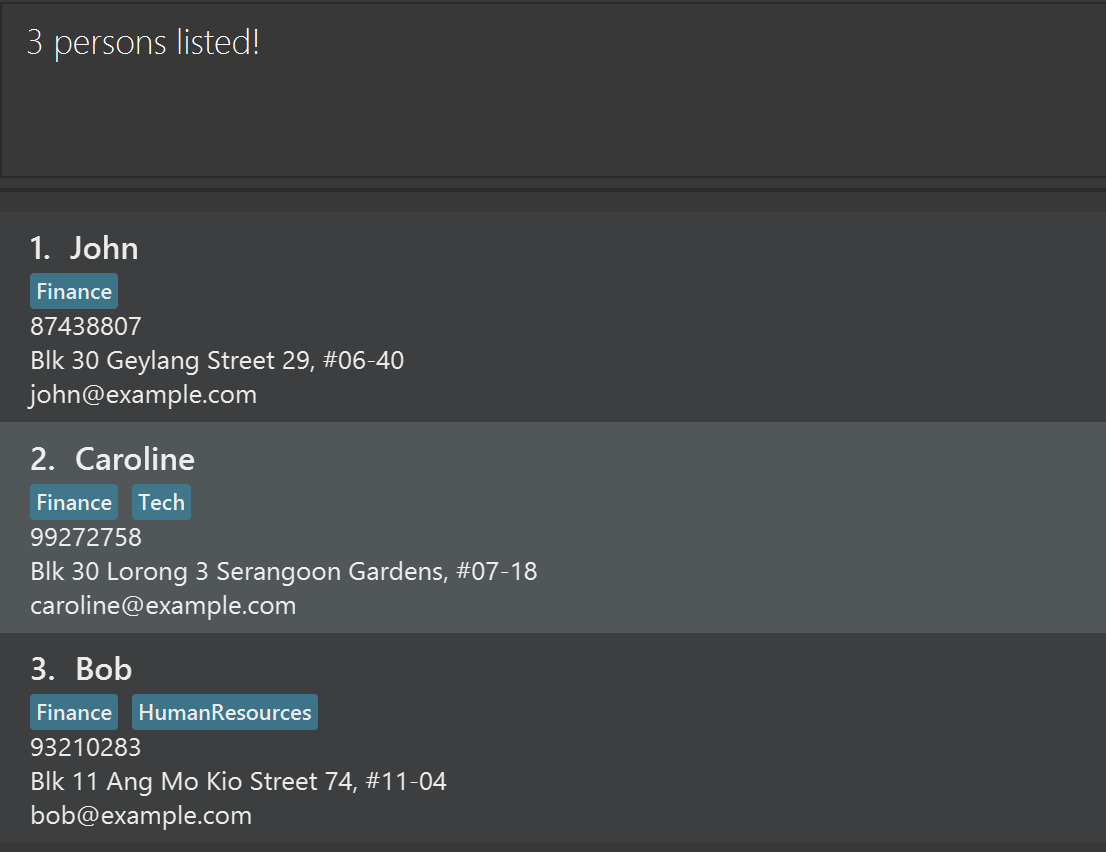 3 persons listed!
1. John
Finance
87438807
Blk 30 Geylang Street 29, #06-40
john@example.com
2. Caroline
Finance Tech
99272758
Blk 30 Lorong 3 Serangoon Gardens, #07-18
caroline@example.com
3. Bob
Finance HumanResources
93210283
Blk 11 Ang Mo Kio Street 74, #11-04
bob@example.com